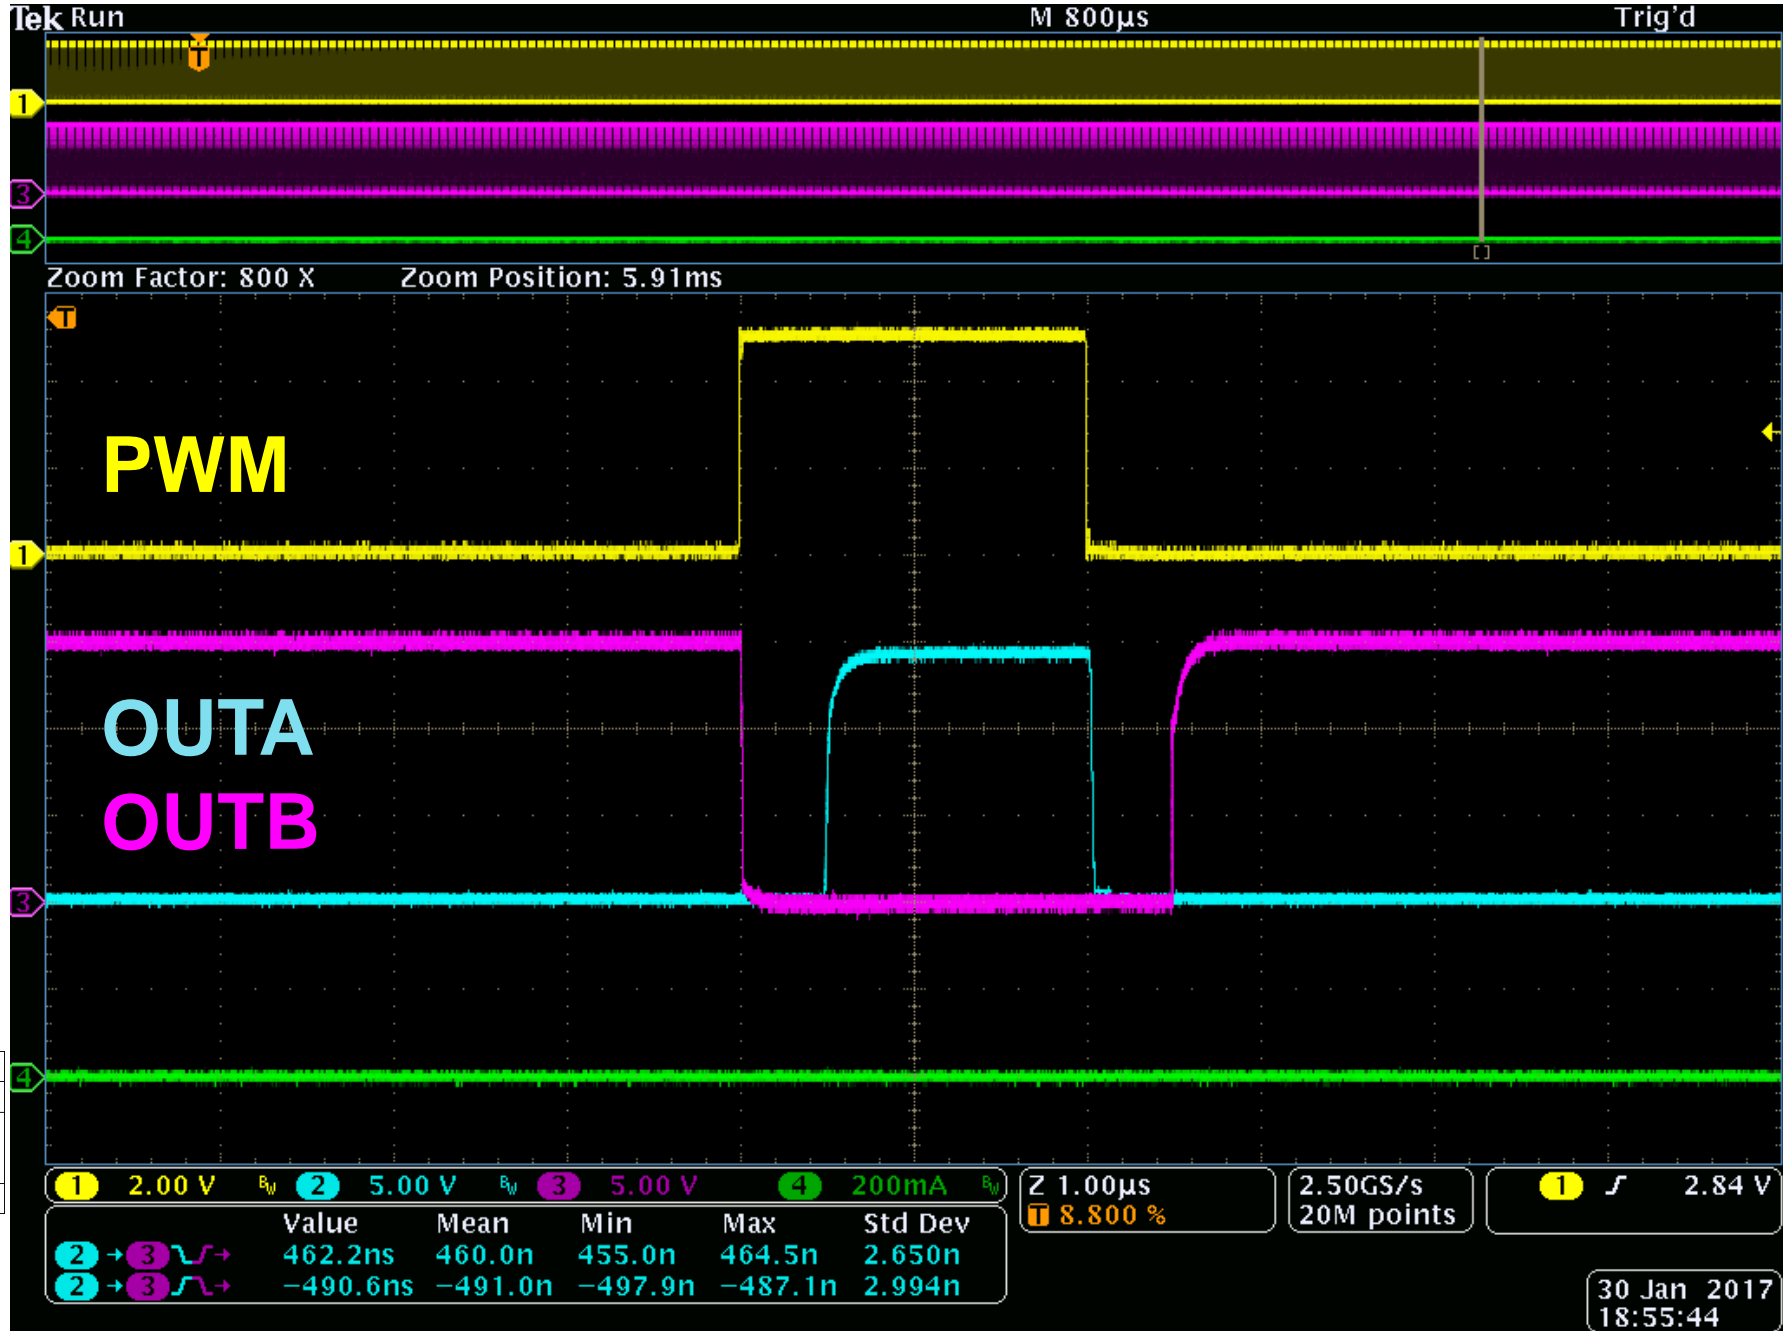 Tek Run M 800µs Trig'd
T
1
3
4
[ ]
Zoom Factor: 800 X Zoom Position: 5.91ms
T
PWM
1
OUTA
OUTB
3
4
1 2.00 V BW 2 5.00 V BW 3 5.00 V 4 200mA BW
Z 1.00µs
T 8.800 %
2.50GS/s
20M points
1 2.84 V
Value Mean Min Max Std Dev
2 → 3 → 462.2ns 460.0n 455.0n 464.5n 2.650n
2 → 3 → −490.6ns −491.0n −497.9n −487.1n 2.994n
30 Jan 2017
18:55:44